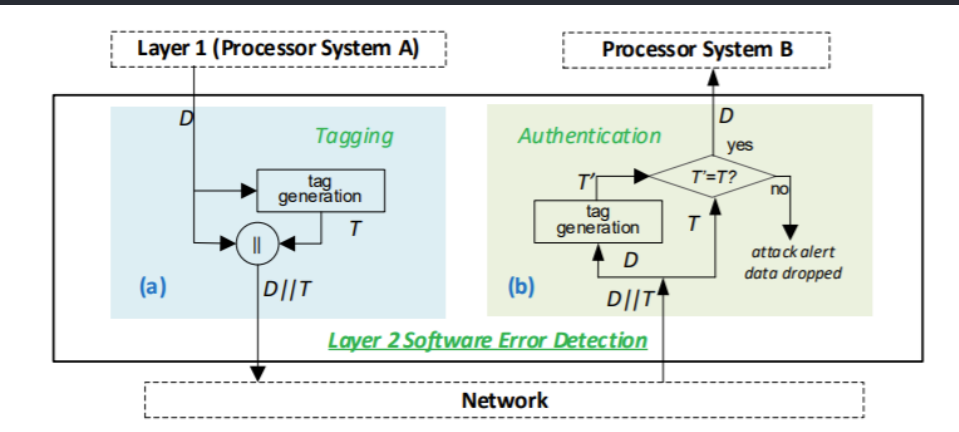 Layer 1 (Processor System A)
Processor System B
D
Tagging
tag
generation
T
||
(a)
D||T
Authentication
D
yes
T'
T'=T?
no
tag
generation
T
D
attack alert
data dropped
(b)
D||T
Layer 2 Software Error Detection
Network